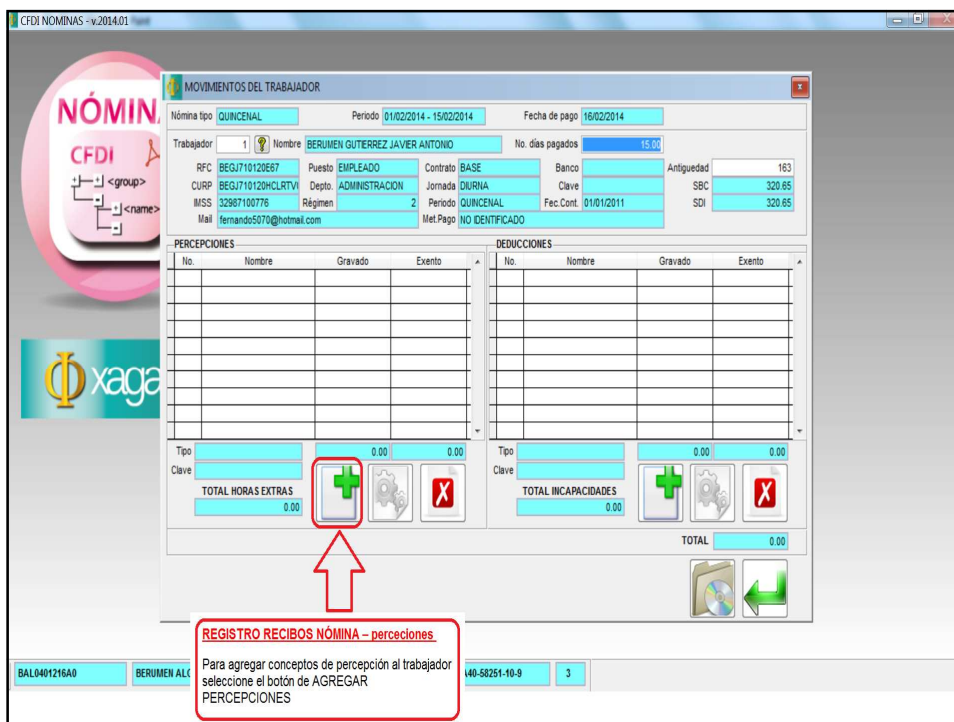 CFDI NOMINAS - v.2014.01
NÓMIN
CFDI
<group>
<name>
xaga
MOVIMIENTOS DEL TRABAJADOR
Nómina tipo QUINCENAL Periodo 01/02/2014 - 15/02/2014 Fecha de pago 16/02/2014
Trabajador 1 ? Nombre BERUMEN GUTERREZ JAVIER ANTONIO No. días pagados 15.00
RFC BEGJ710120E67 Puesto EMPLEADO Contrato BASE Banco Antiguedad 163
CURP BEGJ710120HCLRTV Depto. ADMINISTRACION Jornada DIURNA Clave SBC 320.65
IMSS 32987100776 Régimen 2 Periodo QUINCENAL Fec.Cont. 01/01/2011 SDI 320.65
Mail fernando5070@hotmail.com Met.Pago NO IDENTIFICADO
PERCEPCIONES DEDUCCIONES
No. Nombre Gravado Exento No. Nombre Gravado Exento
Tipo 0.00 0.00 Tipo 0.00 0.00
Clave Clave
TOTAL HORAS EXTRAS TOTAL INCAPACIDADES
0.00 0.00
TOTAL 0.00
REGISTRO RECIBOS NÓMINA – perceciones
Para agregar conceptos de percepción al trabajador
seleccione el botón de AGREGAR
PERCEPCIONES
BAL0401216A0 BERUMEN AL A40-58251-10-9 3